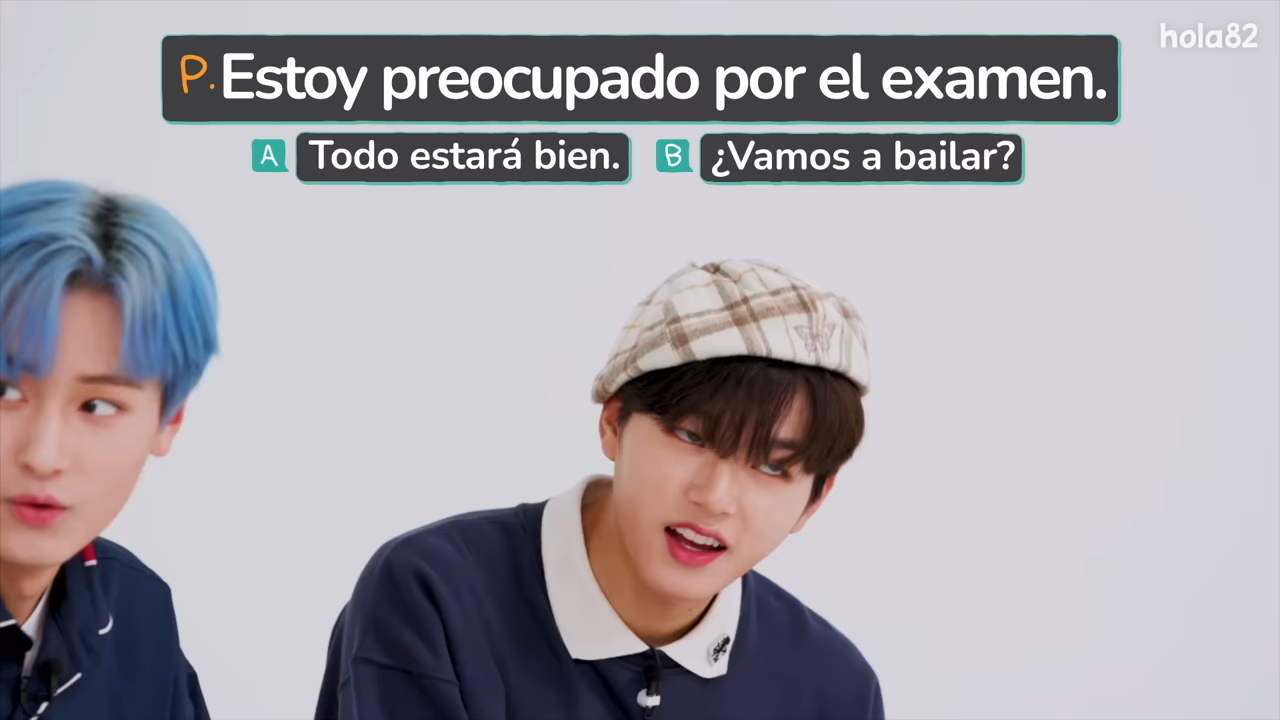 hola82
P. Estoy preocupado por el examen.
A Todo estará bien.
B ¿Vamos a bailar?